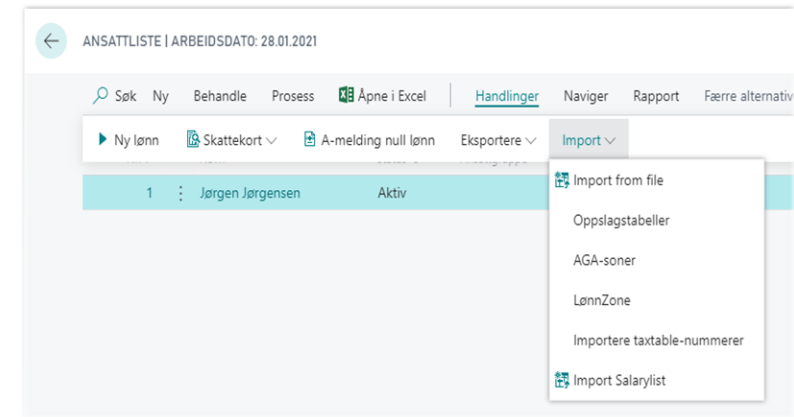 ANSATTLISTE | ARBEIDSDATO: 28.01.2021
Søk Ny Behandle Prosess Åpne i Excel Handlinger Naviger Rapport Færre alternativ
Ny lønn Skattekort A-melding null lønn Eksportere Import
1 Jørgen Jørgensen Aktiv
Import from file
Oppslagstabeller
AGA-soner
LønnZone
Importere taxtable-nummerer
Import Salarylist